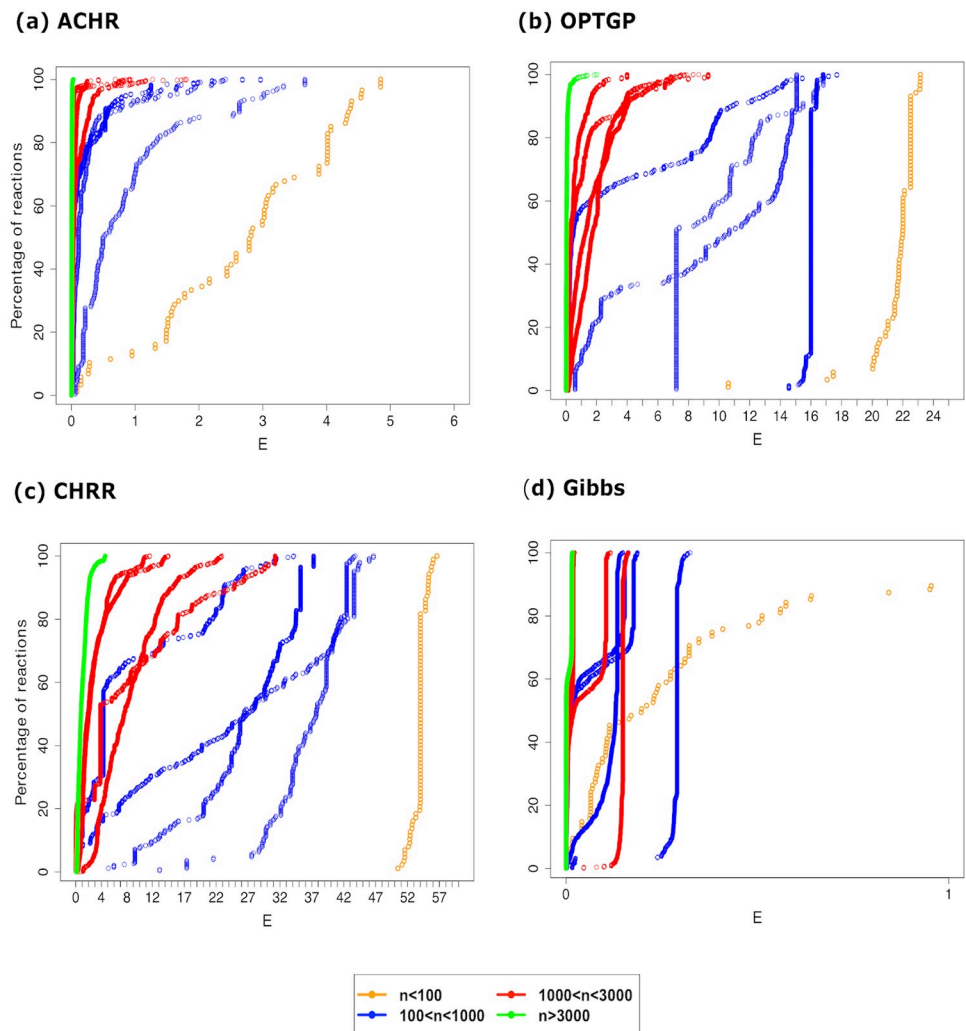 (a) ACHR
(b) OPTGP
Percentage of reactions
100
80
60
40
20
0
0 1 2 3 4 5 6
E
100
80
60
40
20
0
0 2 4 6 8 10 12 14 16 18 20 22 24
E
(c) CHRR
(d) Gibbs
Percentage of reactions
100
80
60
40
20
0
0 4 7 12 17 22 27 32 37 42 47 52 57
E
100
80
60
40
20
0
0 1
E
n<100
1000<n<3000
100<n<1000
n>3000